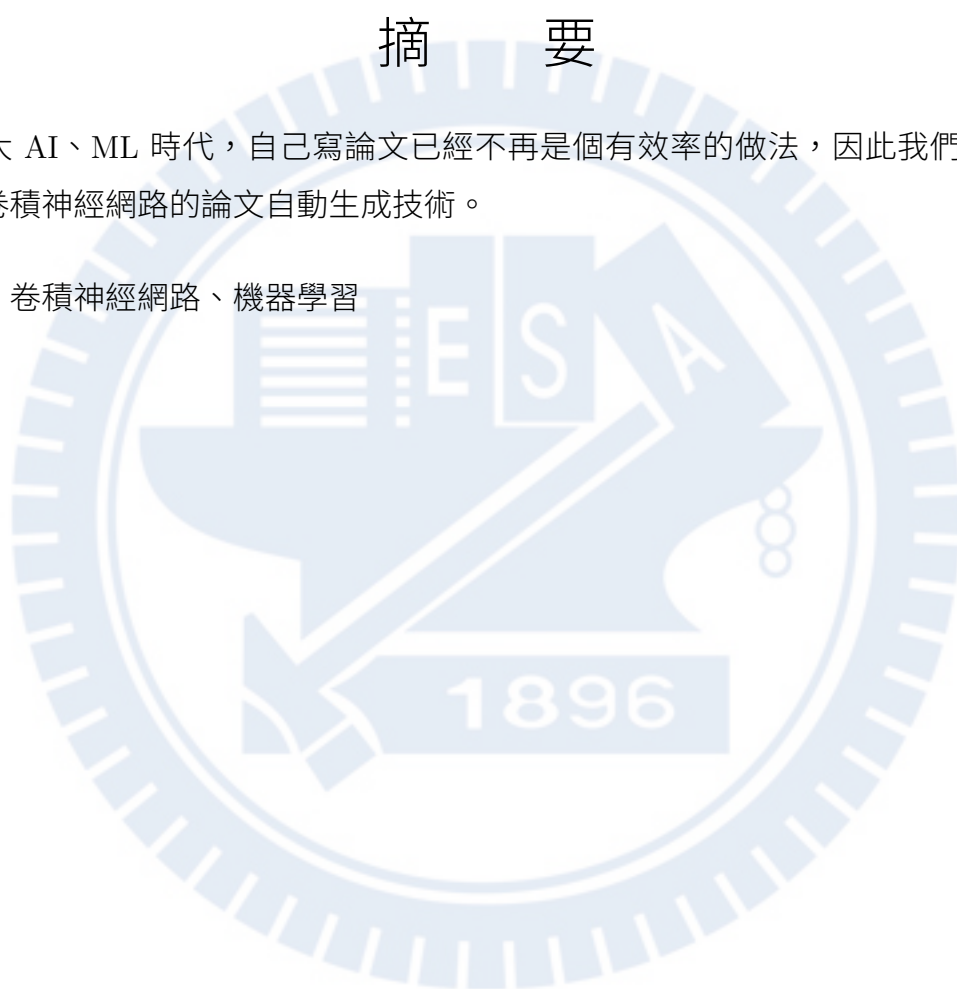 摘 要
大 AI、ML 時代，自己寫論文已經不再是個有效率的做法，因此我們
卷積神經網路的論文自動生成技術。
卷積神經網路、機器學習
E S A
1896